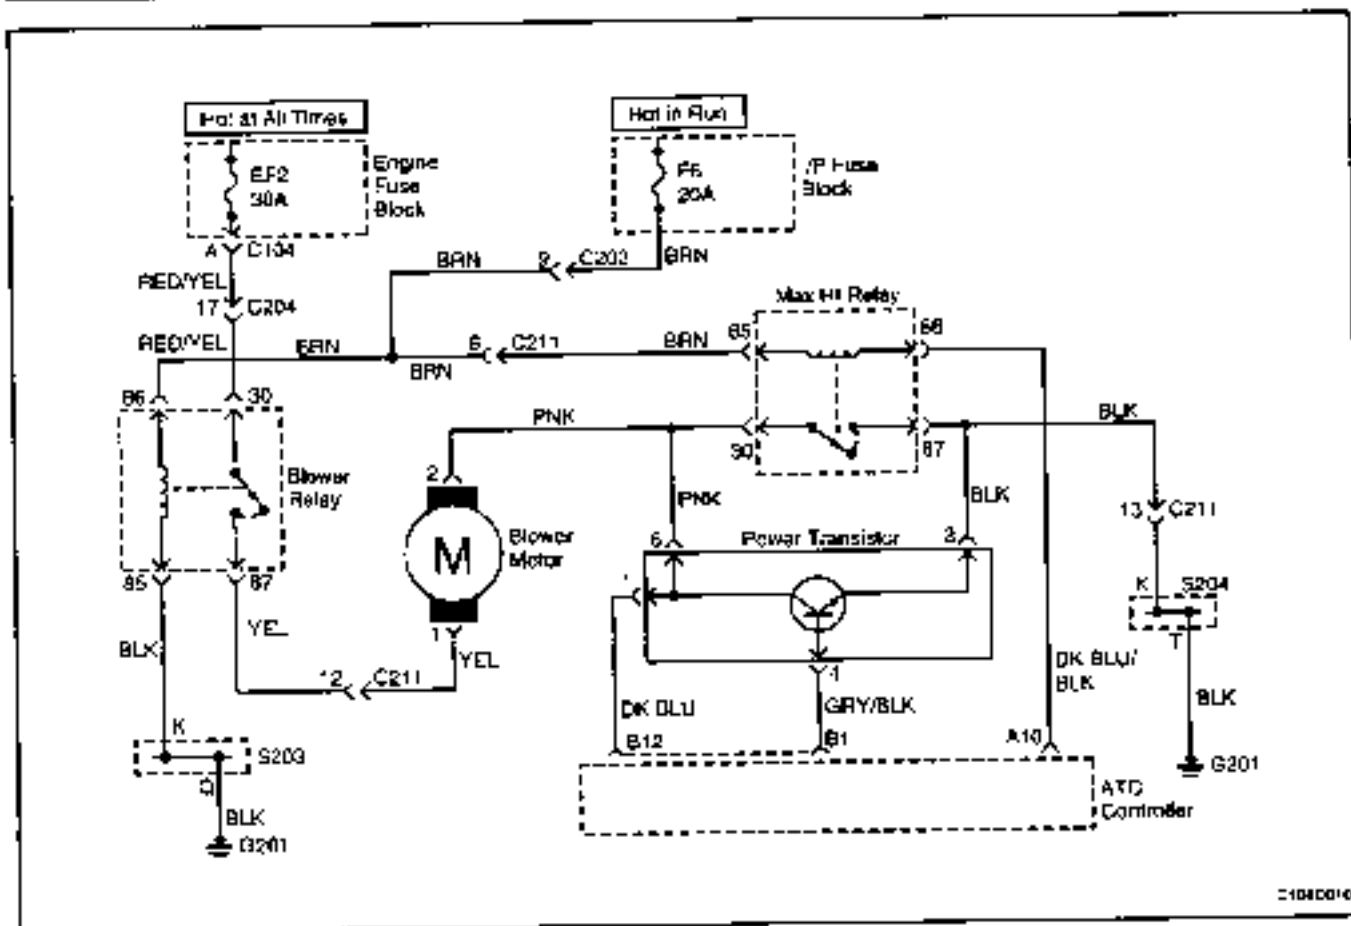 Hot at All Times
Hot in Run
EF2
30A
Engine
Fuse
Block
F6
20A
I/P Fuse
Block
A C104
BRN
9 C202
BRN
RED/YEL
17 C204
Max Hi Relay
RED/YEL
BRN
6 C211
BRN
85
86
BRN
86
30
PNK
BLK
30
87
2
Blower
Relay
PNK
BLK
13 C211
Blower
Motor
M
6
Power Transistor
3
85
87
K S204
YEL
1
BLK
YEL
T
12 C211
4
DK BLU/
BLK
DK BLU
GRY/BLK
BLK
K
B12
B1
A10
S203
G201
ATC
Controller
BLK
G201